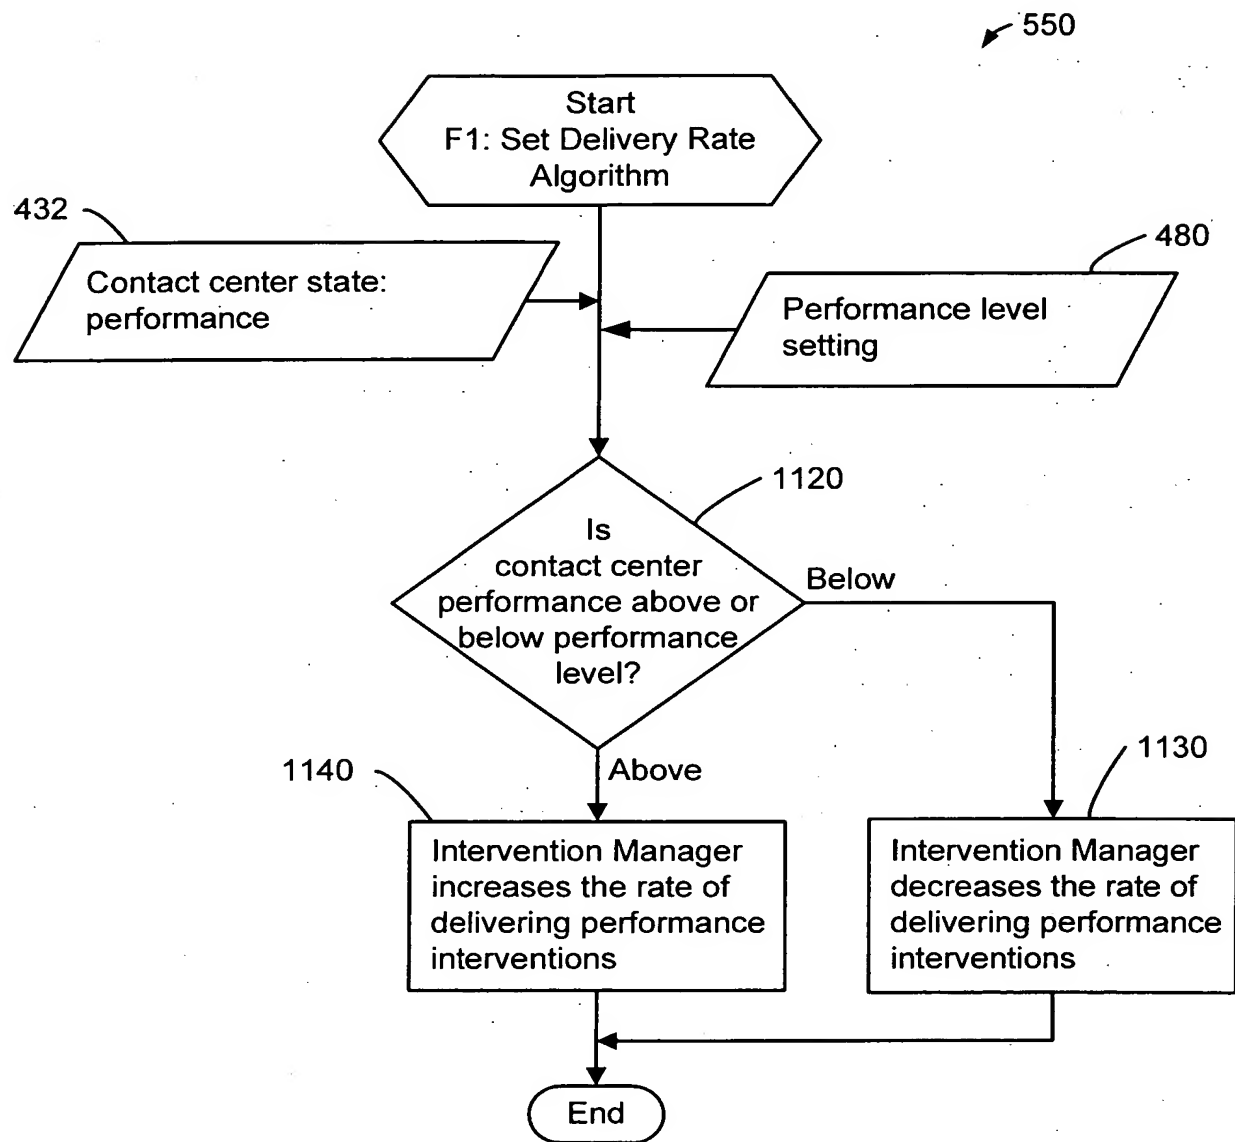 550
Start
F1: Set Delivery Rate
Algorithm
432
Contact center state:
performance
480
Performance level
setting
1120
Is
contact center
performance above or
below performance
level?
Below
Above
1140
Intervention Manager
increases the rate of
delivering performance
interventions
1130
Intervention Manager
decreases the rate of
delivering performance
interventions
End